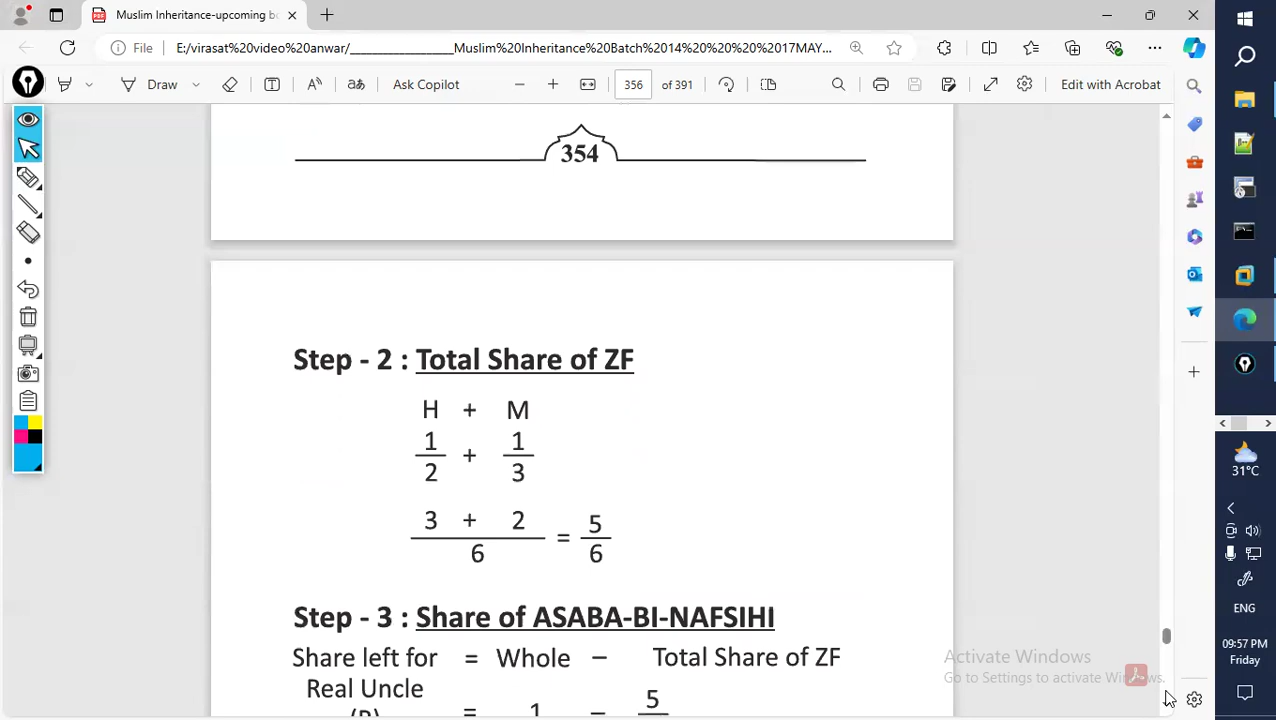 Muslim Inheritance-upcoming bo
File
E:/virasat%20video%20anwar/________________Muslim%20Inheritance%20Batch%2014%20%20%20%2017MAY...
Draw
Ask Copilot
356
of 391
Edit with Acrobat
354
Step - 2 : Total Share of ZF
H + M
1 1
+
2 3
3 + 2 5
=
6 6
Step - 3 : Share of ASABA-BI-NAFSIHI
Share left for = Whole – Total Share of ZF
Real Uncle
5
= 1 –
Activate Windows
Go to Settings to activate Windows.
31°C
ENG
09:57 PM
Friday